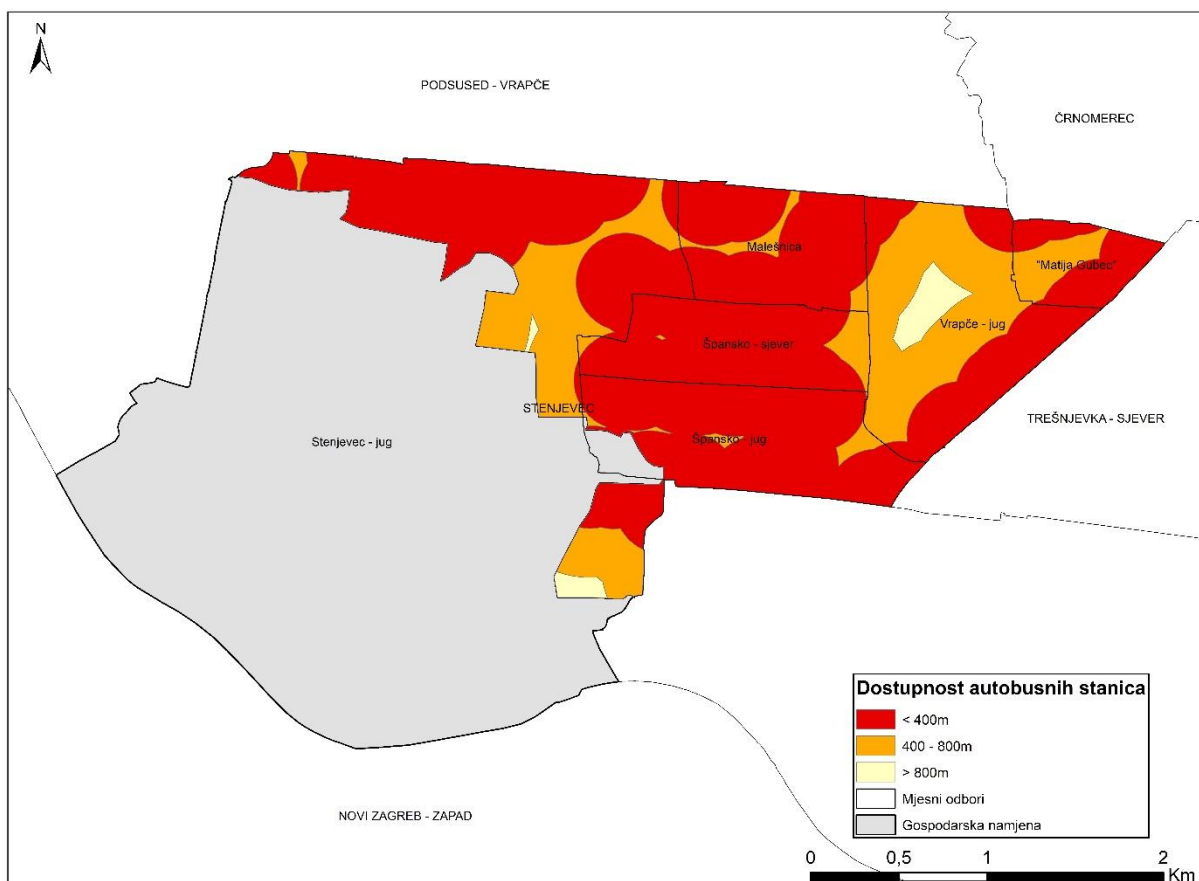 N
PODSUSED - VRAPČE
ČRNOMEREC
Malešnica
"Matija Gubec"
Vrapče - jug
Špansko - sjever
STENJEVEC
TREŠNJEVKA - SJEVER
Stenjevec - jug
Špansko - jug
NOVI ZAGREB - ZAPAD
Dostupnost autobusnih stanica
< 400m
400 - 800m
> 800m
Mjesni odbori
Gospodarska namjena
0 0,5 1 2
Km